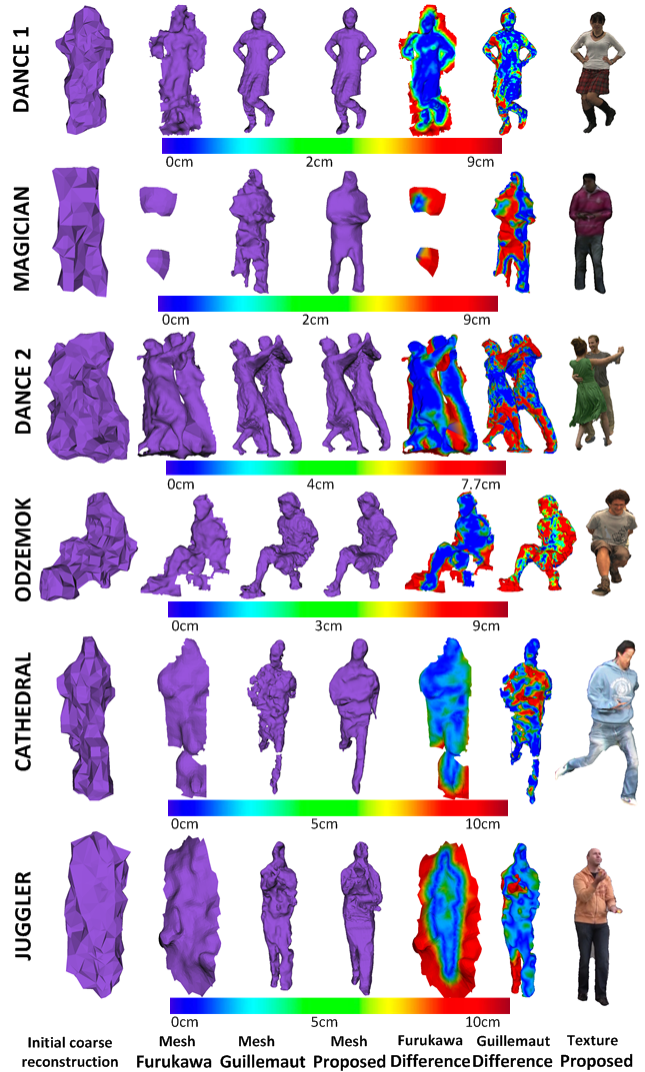 DANCE 1
0cm 2cm 9cm
MAGICIAN
0cm 2cm 9cm
DANCE 2
0cm 4cm 7.7cm
ODZEMOK
0cm 3cm 9cm
CATHEDRAL
0cm 5cm 10cm
JUGGLER
0cm 5cm 10cm
Initial coarse Mesh Mesh Mesh Furukawa Guillemaut Texture
reconstruction Furukawa Guillemaut Proposed Difference Difference Proposed